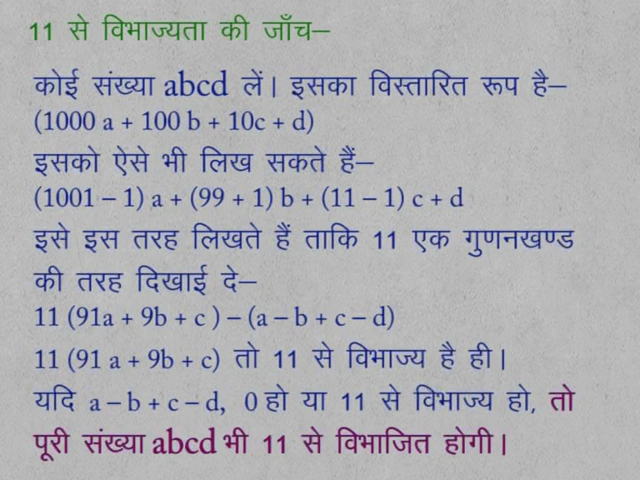 11 से विभाज्यता की जाँच–
कोई संख्या abcd लें। इसका विस्तारित रूप है–
(1000 a + 100 b + 10c + d)
इसको ऐसे भी लिख सकते हैं–
(1001 – 1) a + (99 + 1) b + (11 – 1) c + d
इसे इस तरह लिखते हैं ताकि 11 एक गुणनखण्ड
की तरह दिखाई दे–
11 (91a + 9b + c ) – (a – b + c – d)
11 (91 a + 9b + c) तो 11 से विभाज्य है ही।
यदि a – b + c – d, 0 हो या 11 से विभाज्य हो, तो
पूरी संख्या abcd भी 11 से विभाजित होगी।